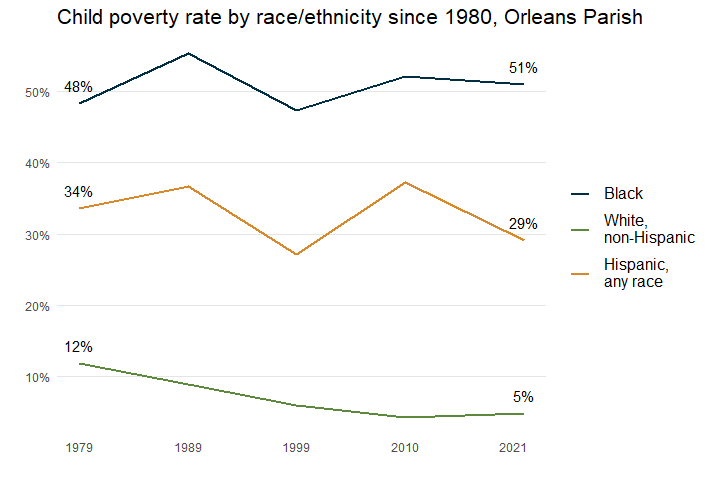 Child poverty rate by race/ethnicity since 1980, Orleans Parish
51%
48%
50%
40%
34%
Black
29%
White,
non-Hispanic
30%
Hispanic,
any race
20%
12%
10%
5%
1979 1989 1999 2010 2021